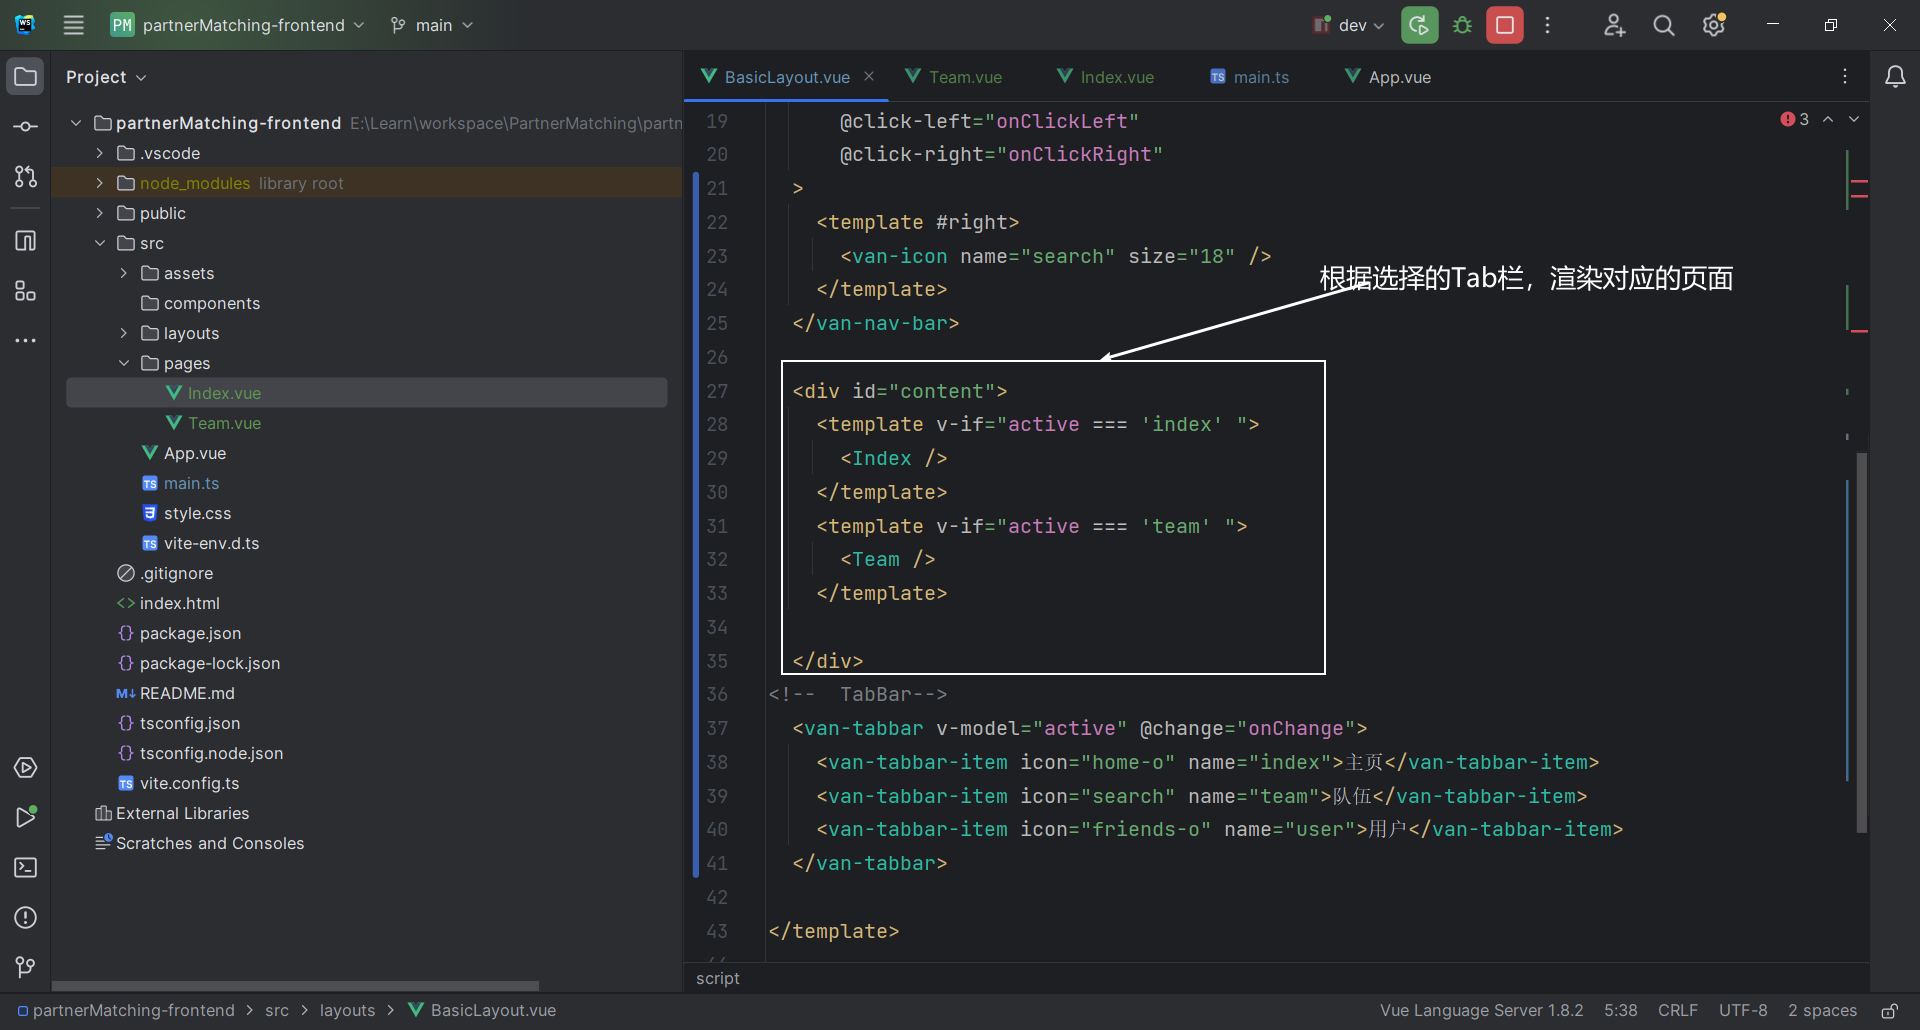 PM partnerMatching-frontend main dev
Project
partnerMatching-frontend E:\Learn\workspace\PartnerMatching\partn
.vscode
node_modules library root
public
src
assets
components
layouts
pages
Index.vue
Team.vue
App.vue
main.ts
style.css
vite-env.d.ts
.gitignore
index.html
package.json
package-lock.json
README.md
tsconfig.json
tsconfig.node.json
vite.config.ts
External Libraries
Scratches and Consoles
BasicLayout.vue Team.vue Index.vue main.ts App.vue
3
19 @click-left="onClickLeft"
20 @click-right="onClickRight"
21 >
22 <template #right>
23 <van-icon name="search" size="18" />
根据选择的Tab栏，渲染对应的页面
24 </template>
25 </van-nav-bar>
26
27 <div id="content">
28 <template v-if="active === 'index' ">
29 <Index />
30 </template>
31 <template v-if="active === 'team' ">
32 <Team />
33 </template>
34
35 </div>
36 <!-- TabBar-->
37 <van-tabbar v-model="active" @change="onChange">
38 <van-tabbar-item icon="home-o" name="index">主页</van-tabbar-item>
39 <van-tabbar-item icon="search" name="team">队伍</van-tabbar-item>
40 <van-tabbar-item icon="friends-o" name="user">用户</van-tabbar-item>
41 </van-tabbar>
42
43 </template>
script
partnerMatching-frontend > src > layouts > BasicLayout.vue
Vue Language Server 1.8.2 5:38 CRLF UTF-8 2 spaces